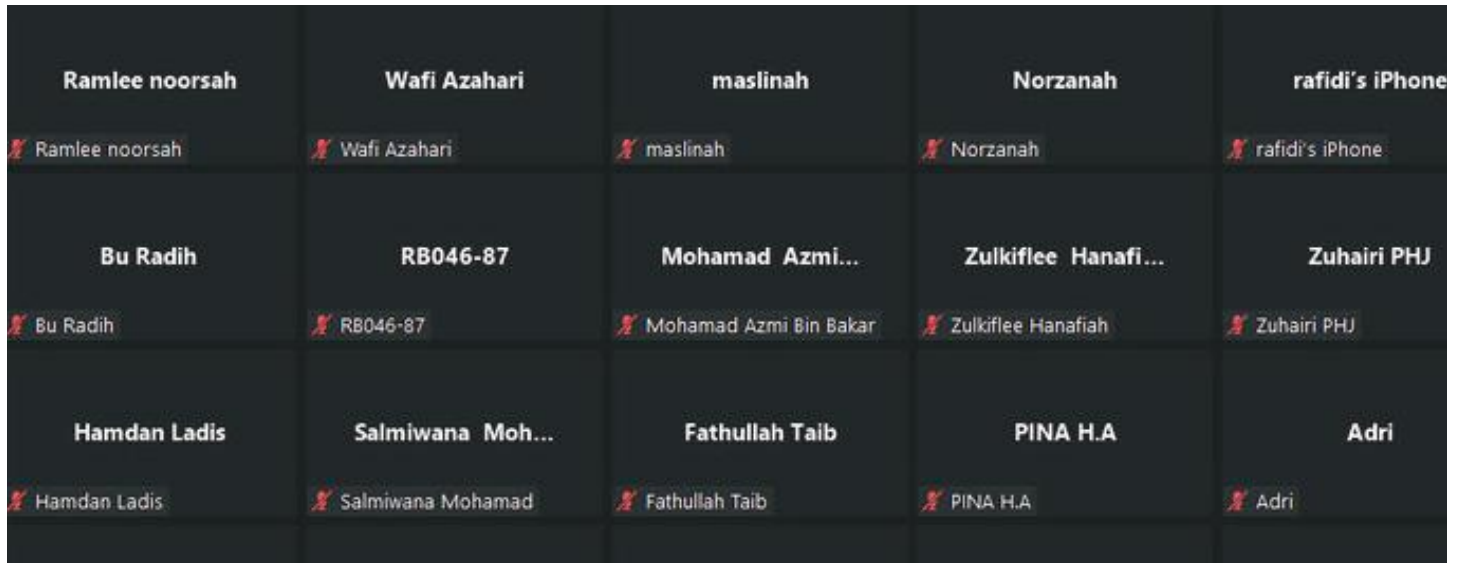 Ramlee noorsah
Wafi Azahari
maslinah
Norzanah
rafidi's iPhone
Ramlee noorsah
Wafi Azahari
maslinah
Norzanah
rafidi's iPhone
Bu Radih
RB046-87
Mohamad Azmi...
Zulkiflee Hanafi...
Zuhairi PHJ
Bu Radih
RB046-87
Mohamad Azmi Bin Bakar
Zulkiflee Hanafiah
Zuhairi PHJ
Hamdan Ladis
Salmiwana Moh...
Fathullah Taib
PINA H.A
Adri
Hamdan Ladis
Salmiwana Mohamad
Fathullah Taib
PINA H.A
Adri